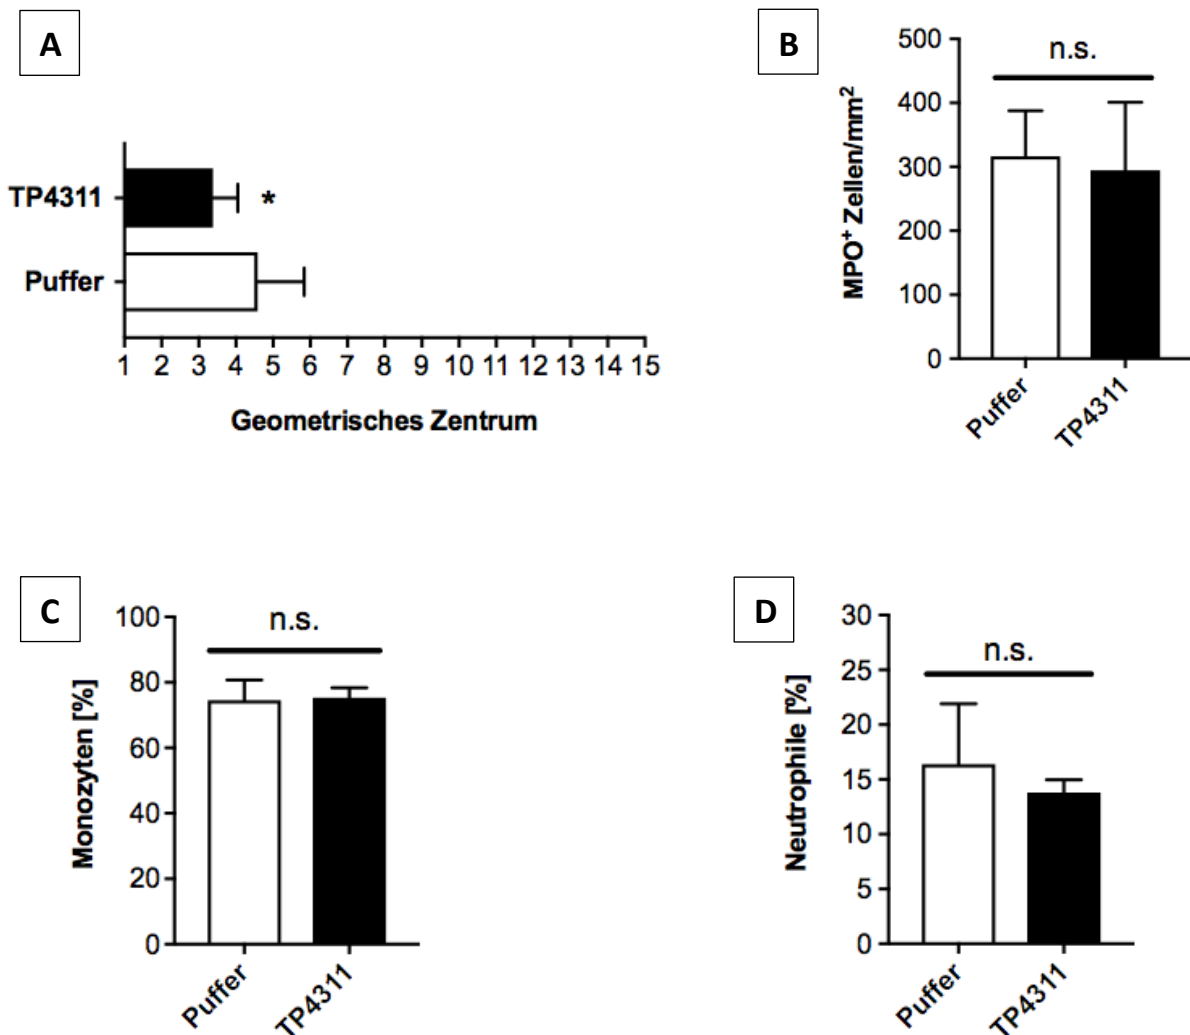 A
TP4311
*
Puffer
1 2 3 4 5 6 7 8 9 10 11 12 13 14 15
Geometrisches Zentrum
B
n.s.
MPO⁺ Zellen/mm²
500
400
300
200
100
0
Puffer
TP4311
C
n.s.
Monozyten [%]
100
80
60
40
20
0
Puffer
TP4311
D
n.s.
Neutrophile [%]
30
25
20
15
10
5
0
Puffer
TP4311